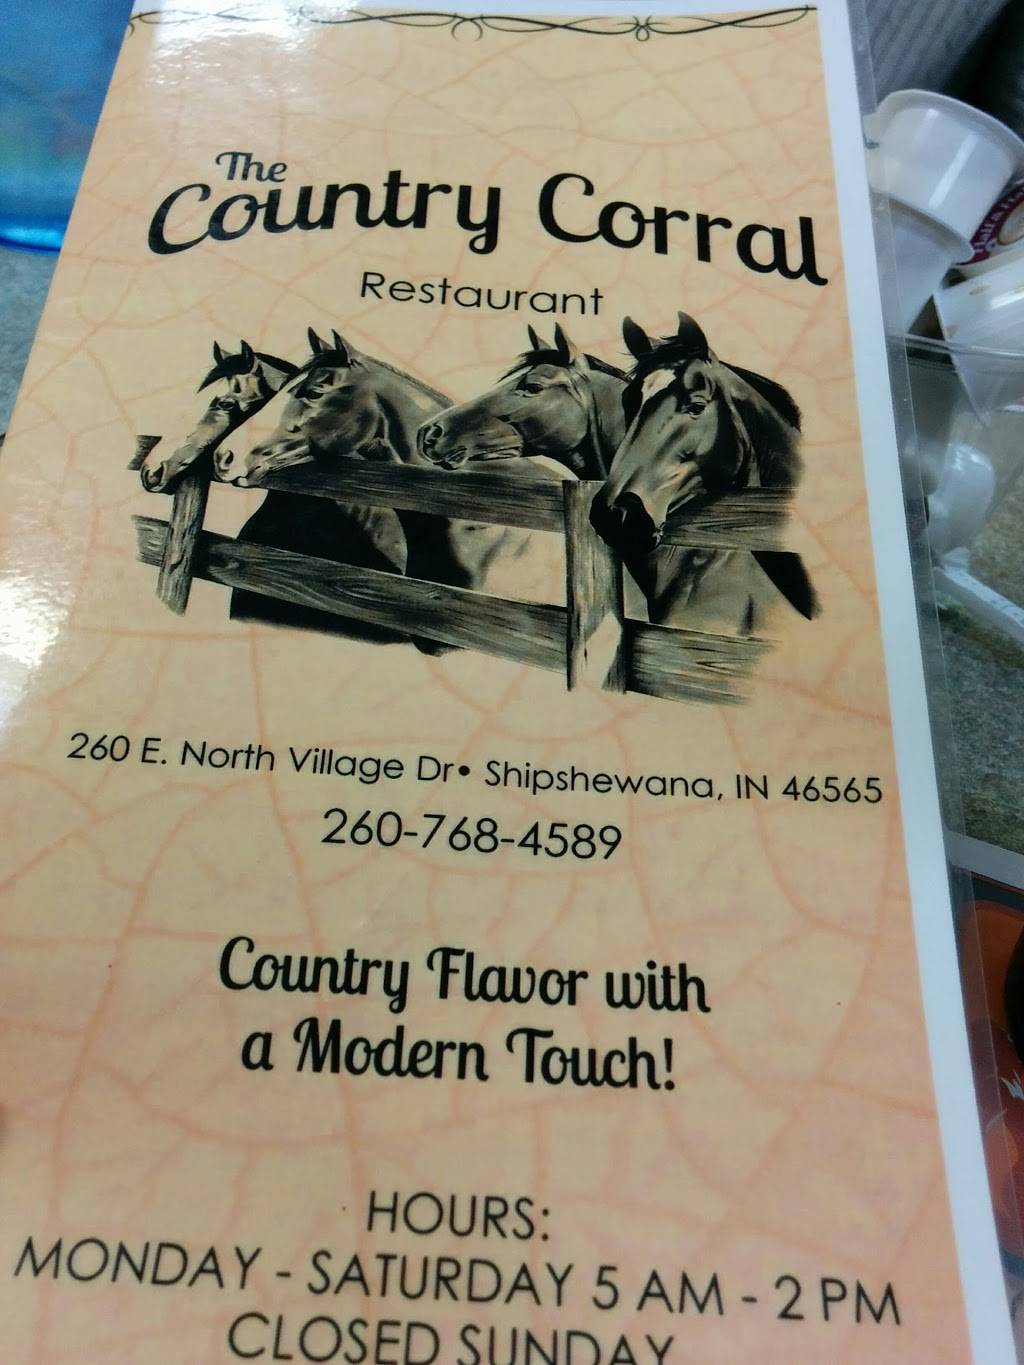 The
Country Corral
Restaurant
260 E. North Village Dr• Shipshewana, IN 46565
260-768-4589
Country Flavor with
a Modern Touch!
HOURS:
MONDAY - SATURDAY 5 AM - 2 PM
CLOSED SUNDAY
Half &